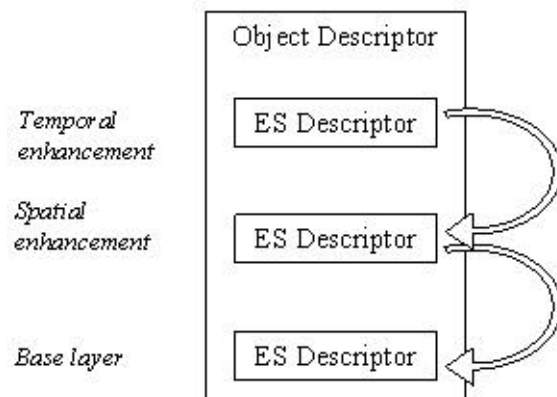 Object Descriptor
Temporal
enhancement
ES Descriptor
Spatial
enhancement
ES Descriptor
Base layer
ES Descriptor